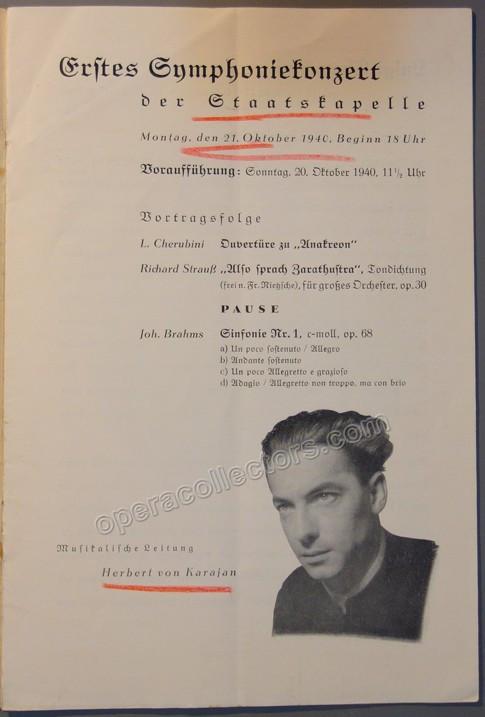 Erstes Symphoniekonzert
der Staatskapelle
Montag, den 21. Oktober 1940, Beginn 18 Uhr
Voraufführung: Sonntag, 20. Oktober 1940, 11½ Uhr
Vortragsfolge
L. Cherubini Ouvertüre zu „Anakreon“
Richard Strauß „Also sprach Zarathustra“, Tondichtung
(frei n. Fr. Nietzsche), für großes Orchester, op. 30
PAUSE
Joh. Brahms Sinfonie Nr. 1, c-moll, op. 68
a) Un poco sostenuto / Allegro
b) Andante sostenuto
c) Un poco Allegretto e grazioso
d) Adagio / Allegretto non troppo, ma con brio
operacollectors.com
Musikalische Leitung
Herbert von Karajan